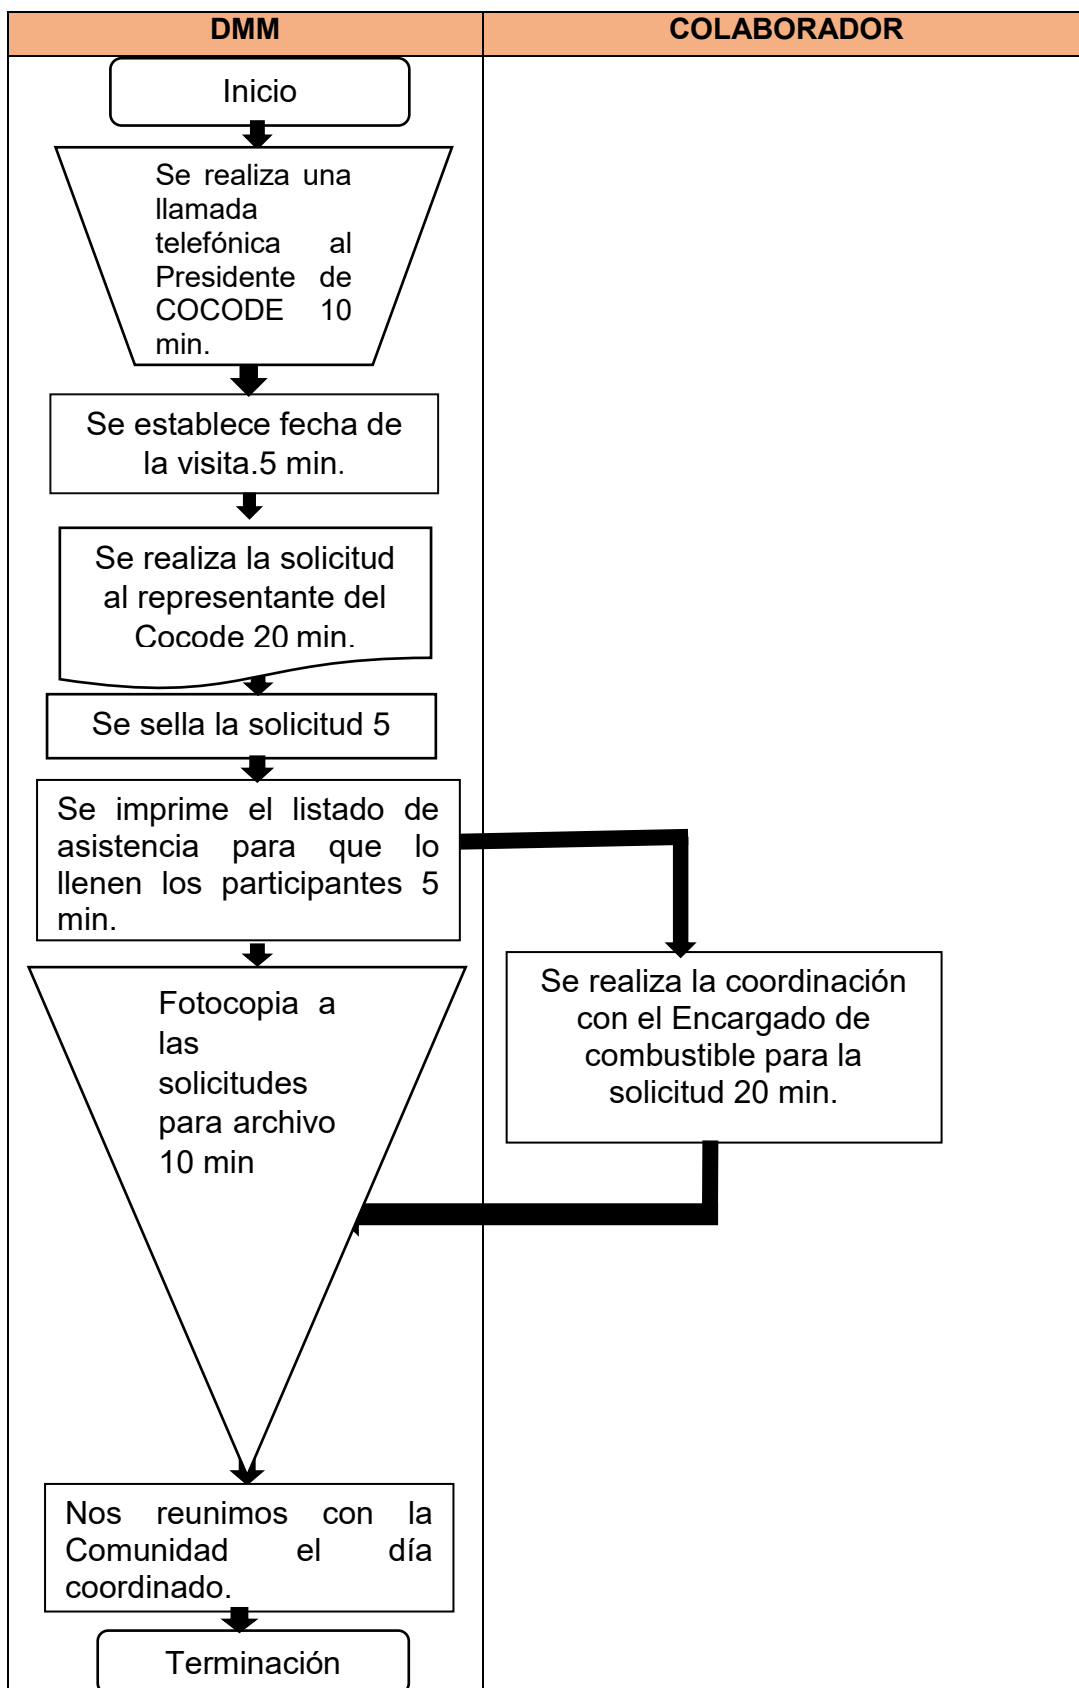 DMM
COLABORADOR
Inicio
Se realiza una
llamada
telefónica al
Presidente de
COCODE 10
min.
Se establece fecha de
la visita.5 min.
Se realiza la solicitud
al representante del
Cocode 20 min.
Se sella la solicitud 5
Se imprime el listado de
asistencia para que lo
llenen los participantes 5
min.
Se realiza la coordinación
con el Encargado de
combustible para la
solicitud 20 min.
Fotocopia a
las
solicitudes
para archivo
10 min
Nos reunimos con la
Comunidad el día
coordinado.
Terminación